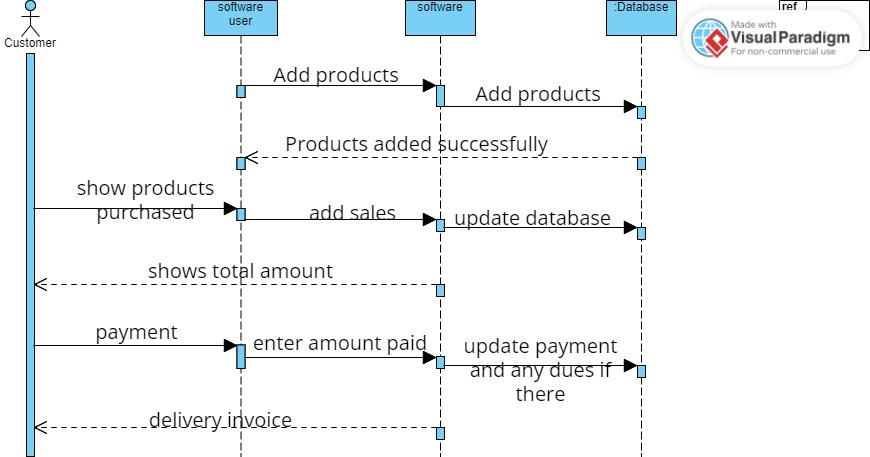 software
user
software
:Database
ref
Made with
Visual Paradigm
For non-commercial use
Customer
Add products
Add products
Products added successfully
show products
purchased
add sales
update database
shows total amount
payment
enter amount paid
update payment
and any dues if
there
delivery invoice